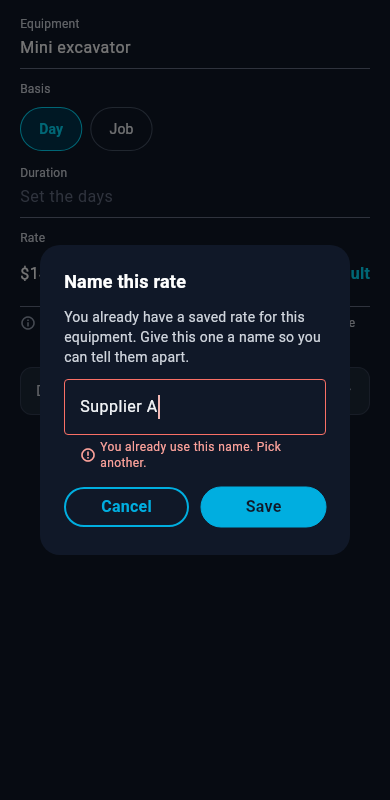 Equipment
Mini excavator
Basis
Day
Job
Duration
Set the days
Rate
Name this rate
You already have a saved rate for this
equipment. Give this one a name so you
can tell them apart.
Supplier A
You already use this name. Pick
another.
Cancel
Save